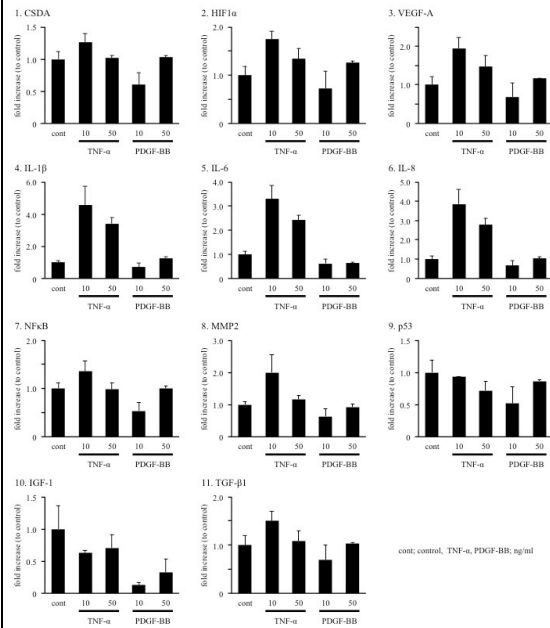 1. CSDA
fold increase (to control)
1.5
1.0
0.5
0
cont 10 50 10 50
TNF-α PDGF-BB
2. HIF1α
fold increase (to control)
2.0
1.0
0
cont 10 50 10 50
TNF-α PDGF-BB
3. VEGF-A
fold increase (to control)
2.0
1.0
0
cont 10 50 10 50
TNF-α PDGF-BB
4. IL-1β
fold increase (to control)
6.0
4.0
2.0
0
cont 10 50 10 50
TNF-α PDGF-BB
5. IL-6
fold increase (to control)
4.0
3.0
2.0
1.0
0
cont 10 50 10 50
TNF-α PDGF-BB
6. IL-8
fold increase (to control)
5.0
4.0
3.0
2.0
1.0
0
cont 10 50 10 50
TNF-α PDGF-BB
7. NFκB
fold increase (to control)
2.0
1.0
0
cont 10 50 10 50
TNF-α PDGF-BB
8. MMP2
fold increase (to control)
3.0
2.0
1.0
0
cont 10 50 10 50
TNF-α PDGF-BB
9. p53
fold increase (to control)
1.5
1.0
0.5
0
cont 10 50 10 50
TNF-α PDGF-BB
10. IGF-1
fold increase (to control)
1.5
1.0
0.5
0
cont 10 50 10 50
TNF-α PDGF-BB
11. TGF-β1
fold increase (to control)
2.0
1.0
0
cont 10 50 10 50
TNF-α PDGF-BB
cont; control, TNF-α, PDGF-BB; ng/ml